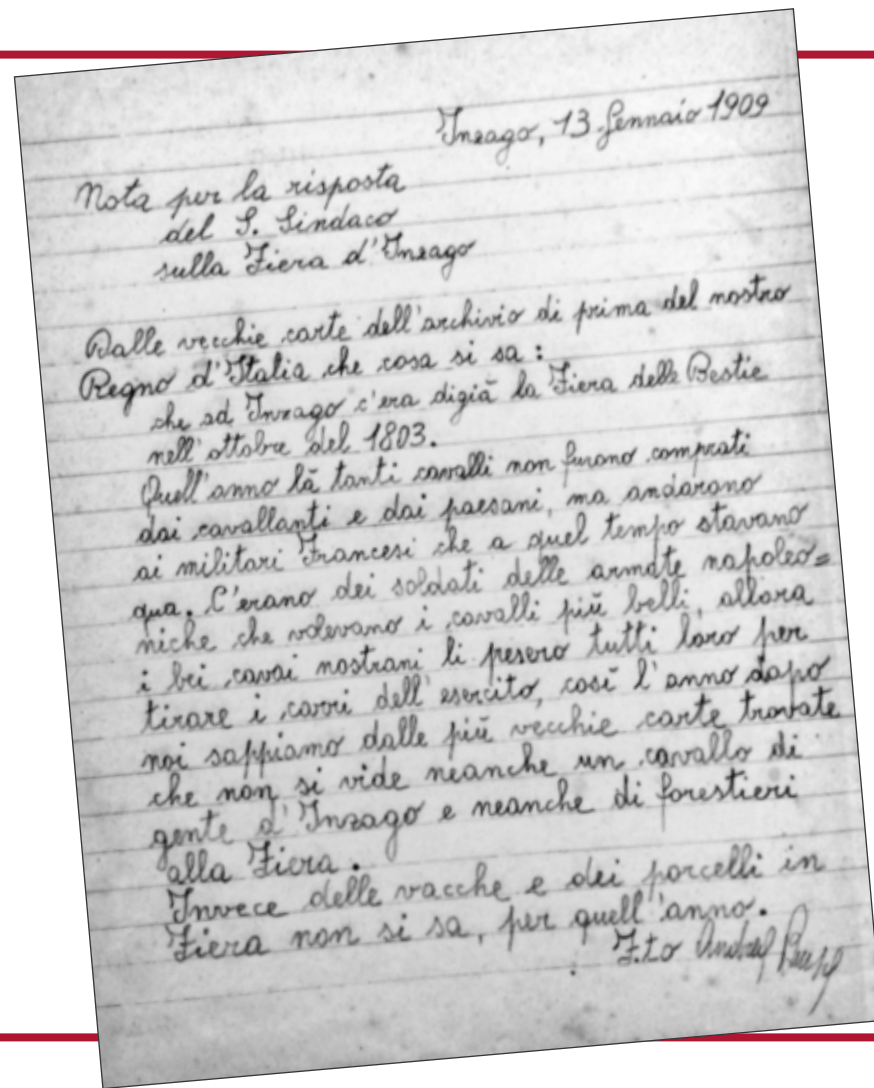 Inzago, 13 Gennaio 1909
Nota per la risposta
del S. Sindaco
sulla Fiera d'Inzago
Dalle vecchie carte dell'archivio di prima del nostro
Regno d'Italia che cosa si sa:
che ad Inzago c'era digià la Fiera delle Bestie
nell'ottobre del 1803.
Quell'anno là tanti cavalli non furono comprati
dai cavallanti e dai paesani, ma andarono
ai militari Francesi che a quel tempo stavano
qua. C'erano dei soldati delle armate napoleo=
niche che volevano i cavalli più belli, allora
i bei cavai nostrani li presero tutti loro per
tirare i carri dell'esercito, così l'anno dapo
noi sappiamo dalle più vecchie carte trovate
che non si vide neanche un cavallo di
gente d'Inzago e neanche di forestieri
alla Fiera.
Invece delle vacche e dei porcelli in
Fiera non si sa, per quell'anno.
F.to